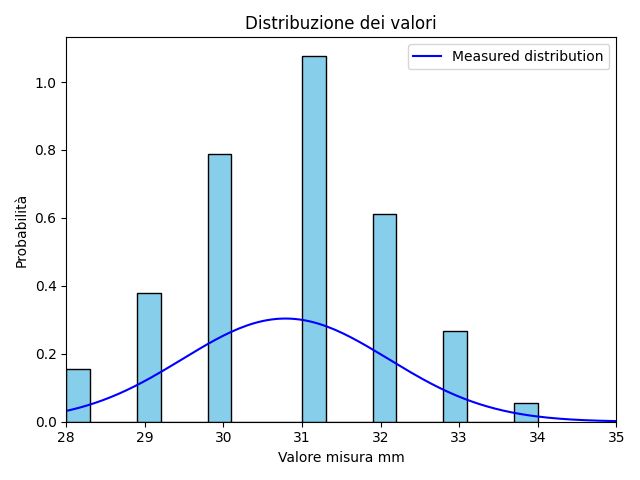 Distribuzione dei valori
Measured distribution
Probabilità
1.0
0.8
0.6
0.4
0.2
0.0
28 29 30 31 32 33 34 35
Valore misura mm